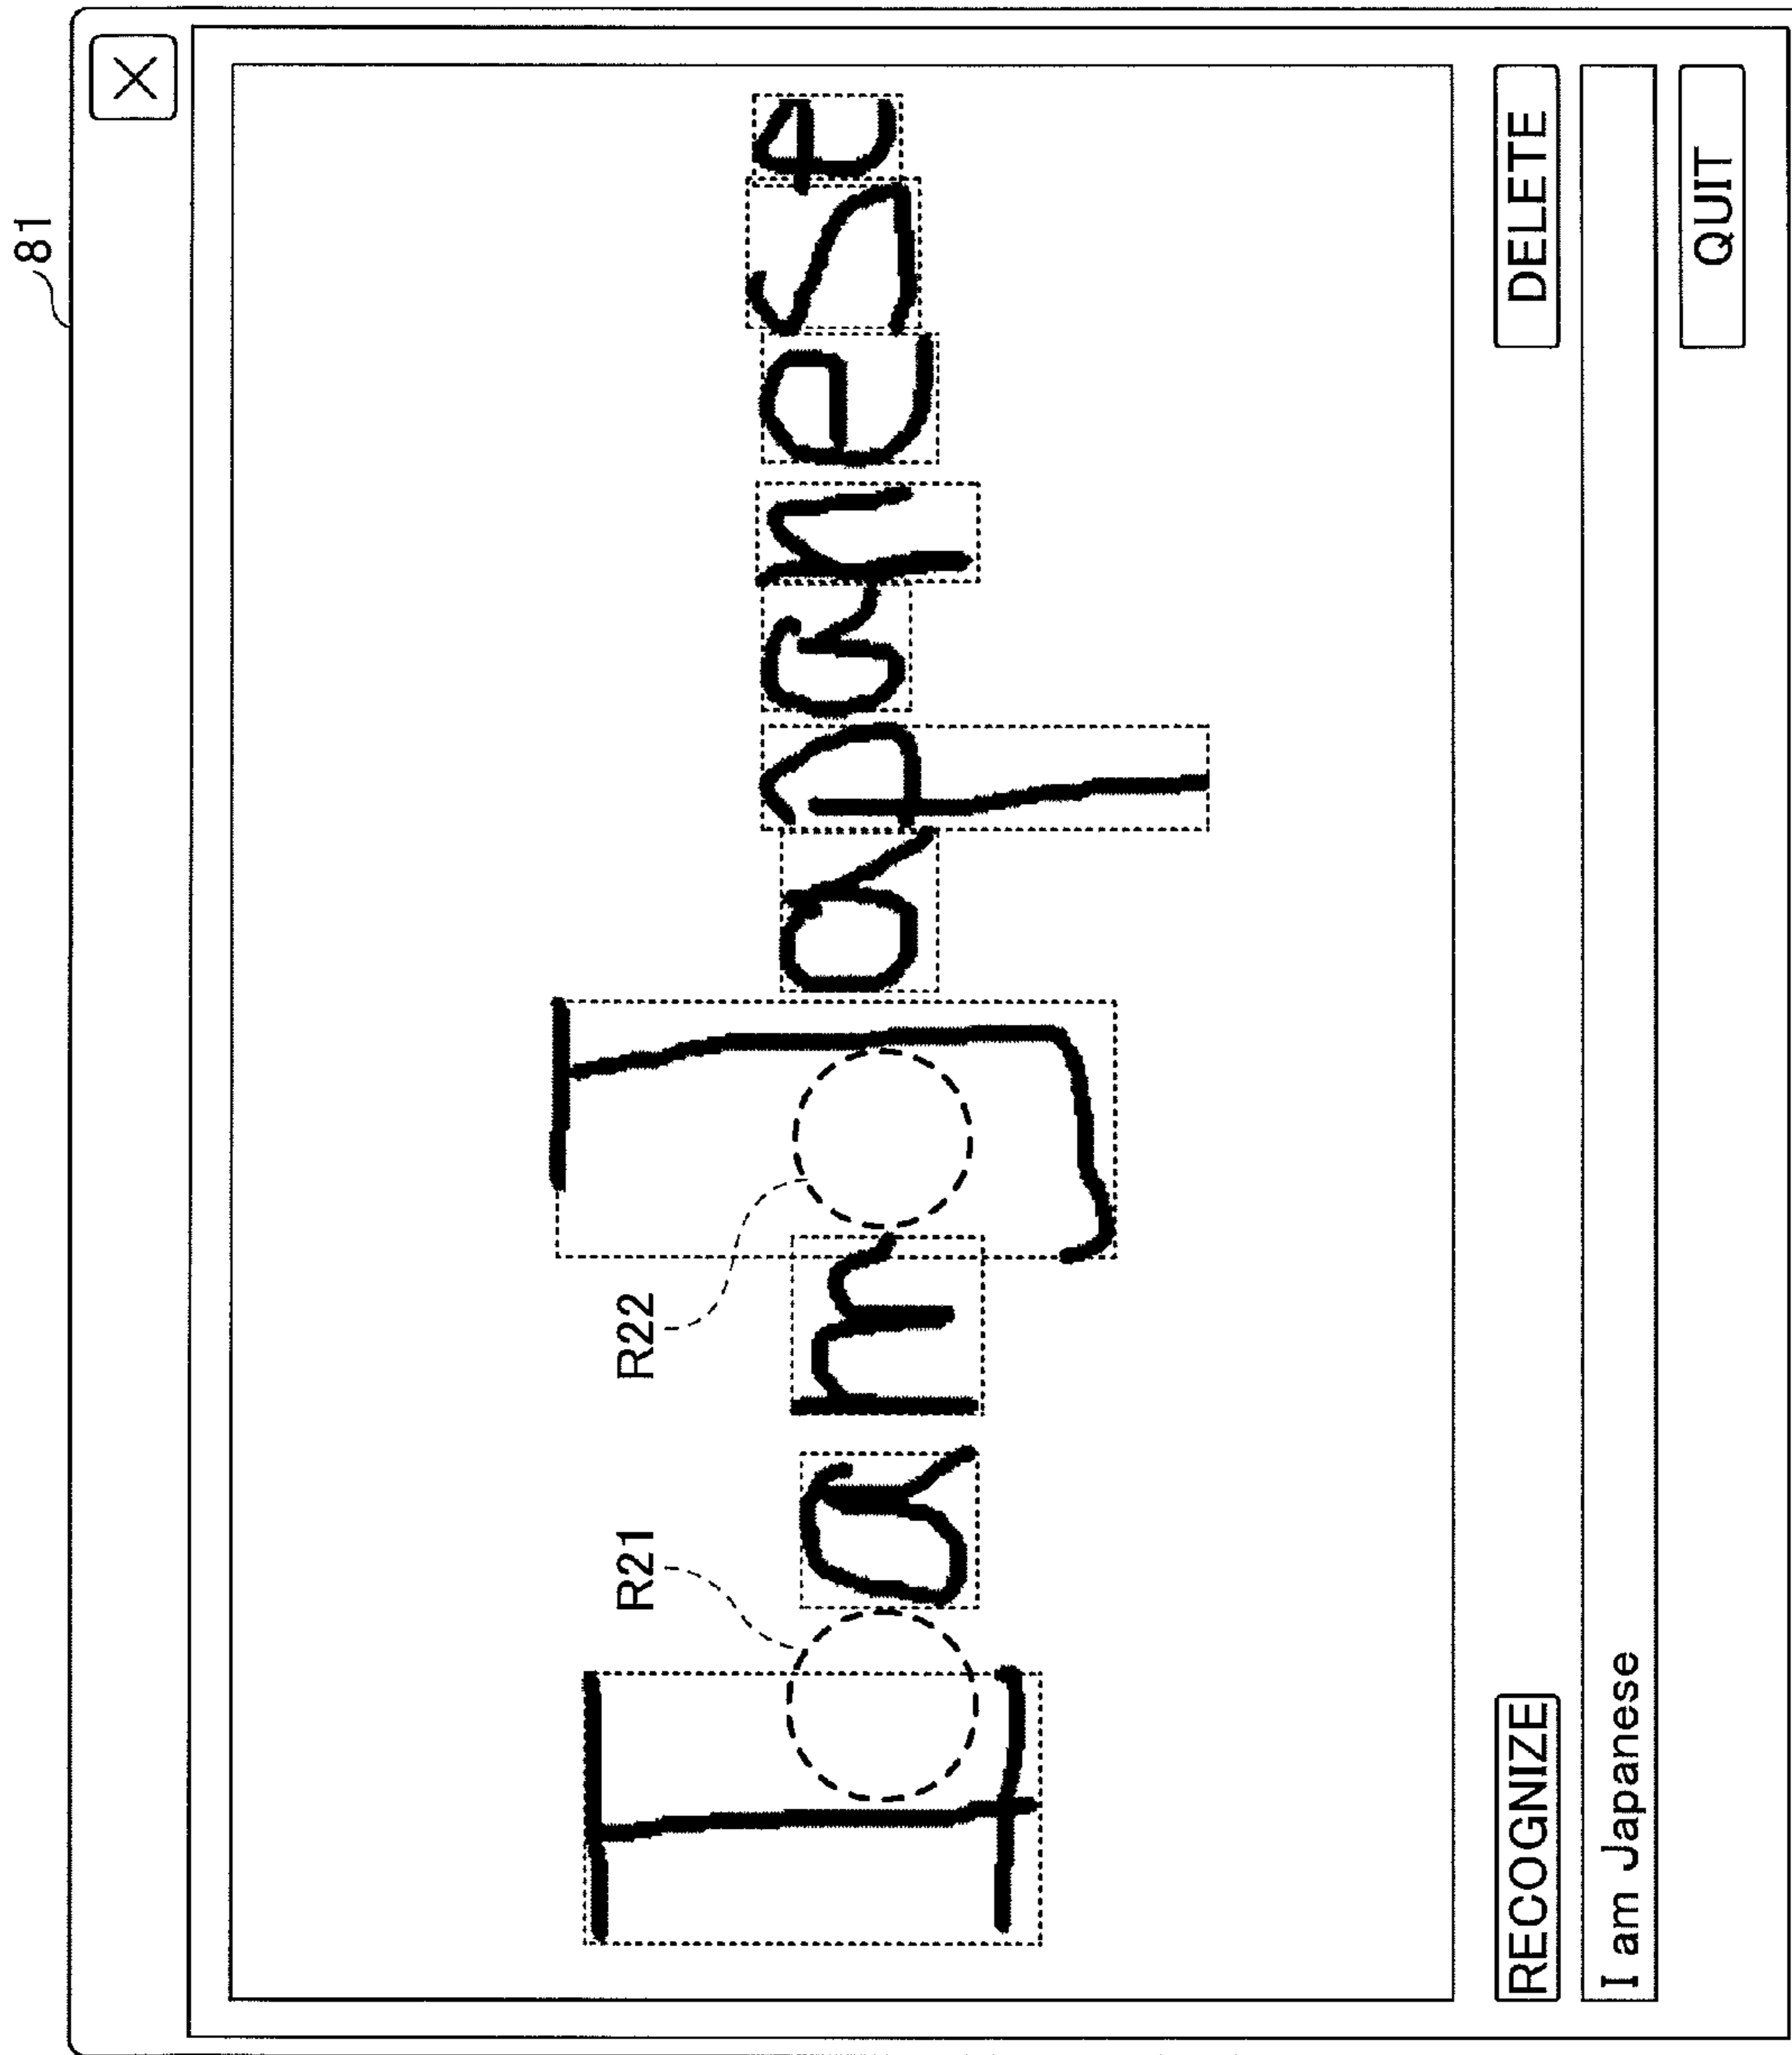 81
X
R21
R22
I am Japanese
RECOGNIZE
DELETE
I am Japanese
QUIT